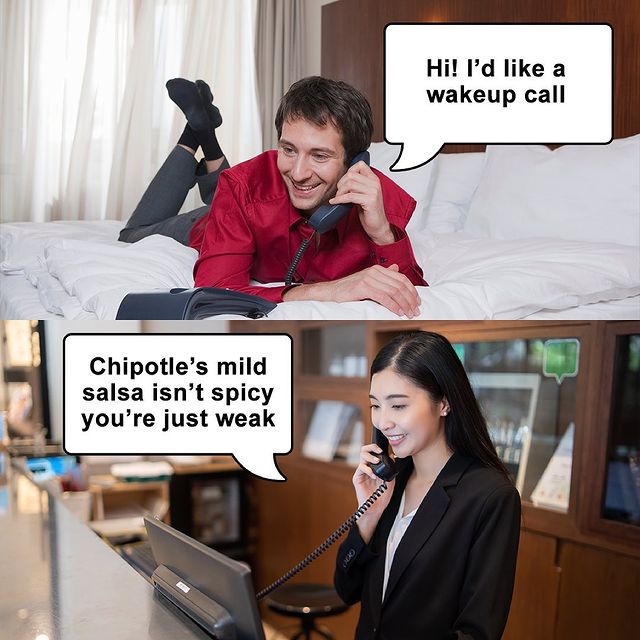 Hi! I’d like a
wakeup call
Chipotle’s mild
salsa isn’t spicy
you’re just weak